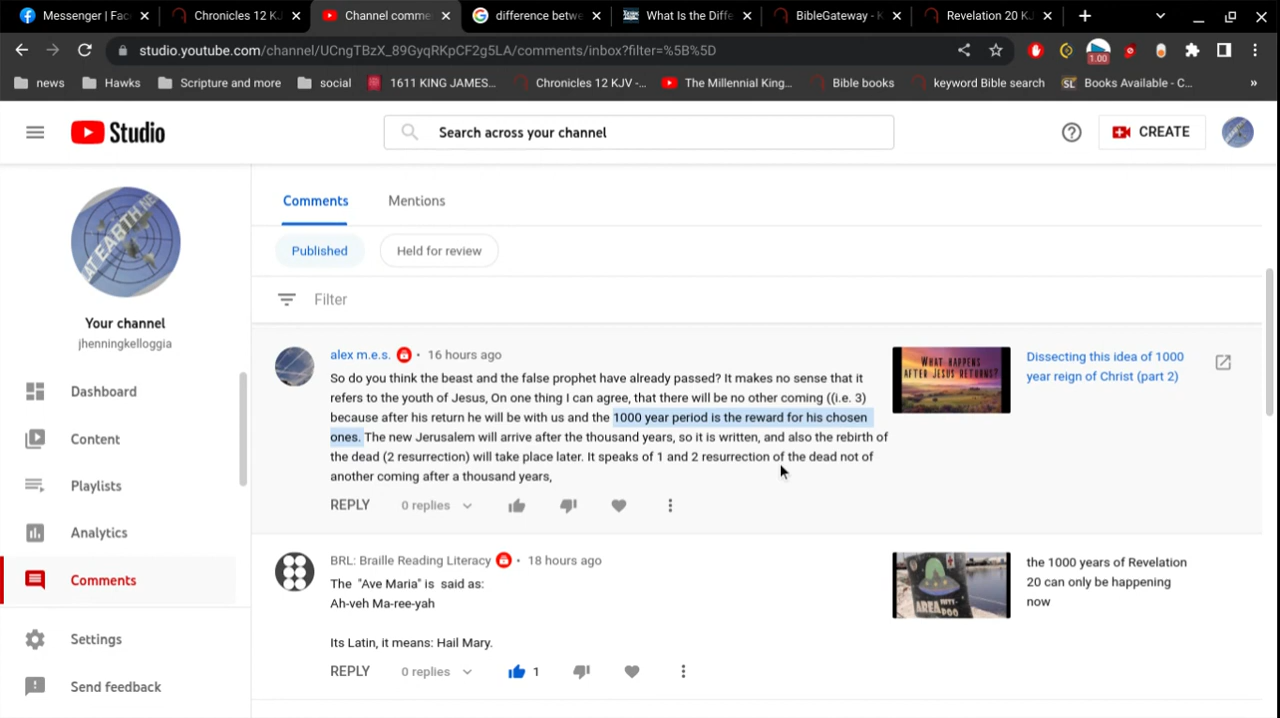 Messenger | Fac
Chronicles 12 KJ
Channel comme
difference betw
What Is the Diffe
BibleGateway - K
Revelation 20 KJ
studio.youtube.com/channel/UCngTBzX_89GyqRKpCF2g5LA/comments/inbox?filter=%5B%5D
1.00
news
Hawks
Scripture and more
social
1611 KING JAMES...
Chronicles 12 KJV -...
The Millennial King...
Bible books
keyword Bible search
SL Books Available - C...
»
Studio
Search across your channel
CREATE
AT EARTH NE
Your channel
jhenningkelloggia
Dashboard
Content
Playlists
Analytics
Comments
Settings
Send feedback
Comments
Mentions
Published
Held for review
Filter
alex m.e.s. • 16 hours ago
So do you think the beast and the false prophet have already passed? It makes no sense that it
refers to the youth of Jesus, On one thing I can agree, that there will be no other coming ((i.e. 3)
because after his return he will be with us and the 1000 year period is the reward for his chosen
ones. The new Jerusalem will arrive after the thousand years, so it is written, and also the rebirth of
the dead (2 resurrection) will take place later. It speaks of 1 and 2 resurrection of the dead not of
another coming after a thousand years,
REPLY
0 replies
WHAT HAPPENS
AFTER JESUS RETURNS?
Dissecting this idea of 1000
year reign of Christ (part 2)
BRL: Braille Reading Literacy • 18 hours ago
The "Ave Maria" is said as:
Ah-veh Ma-ree-yah
Its Latin, it means: Hail Mary.
REPLY
0 replies
1
AREA
the 1000 years of Revelation
20 can only be happening
now